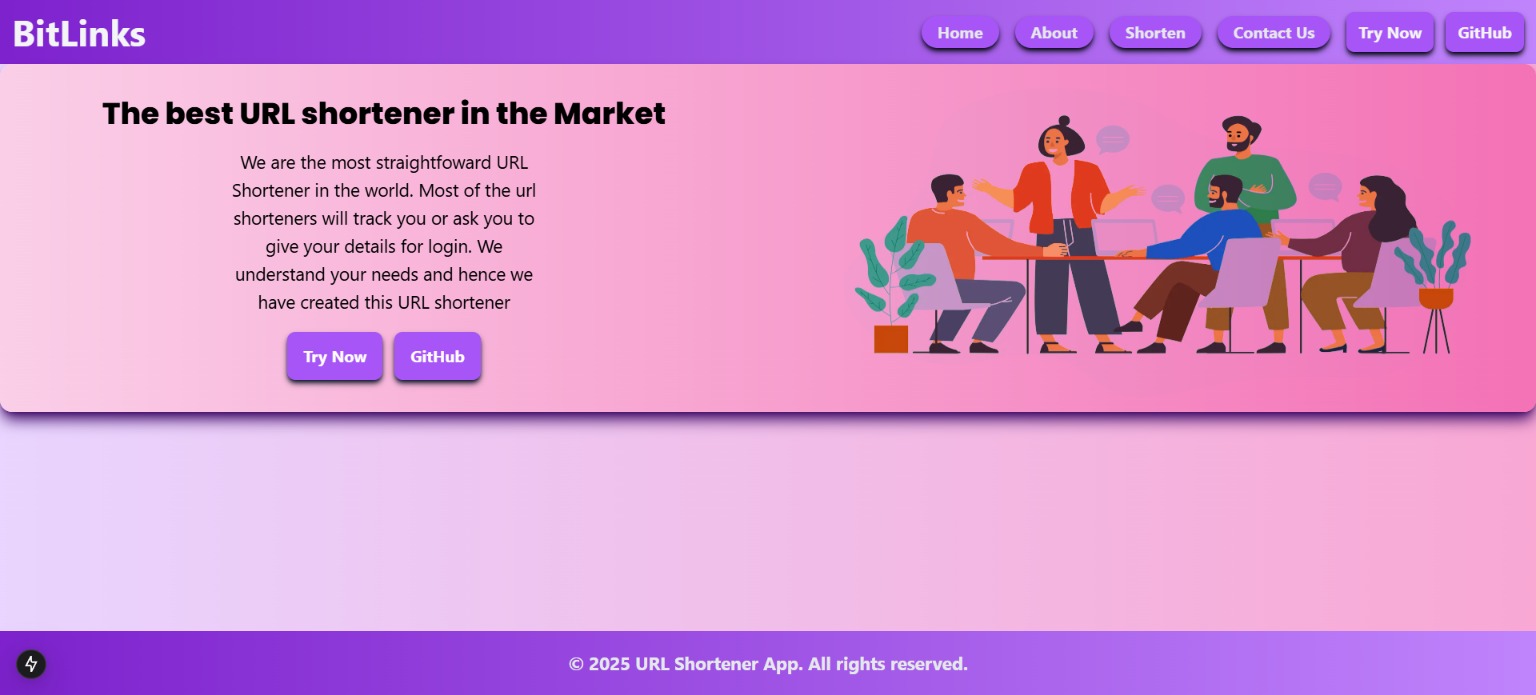 BitLinks
Home About Shorten Contact Us Try Now GitHub
The best URL shortener in the Market
We are the most straightfoward URL
Shortener in the world. Most of the url
shorteners will track you or ask you to
give your details for login. We
understand your needs and hence we
have created this URL shortener
Try Now GitHub
© 2025 URL Shortener App. All rights reserved.